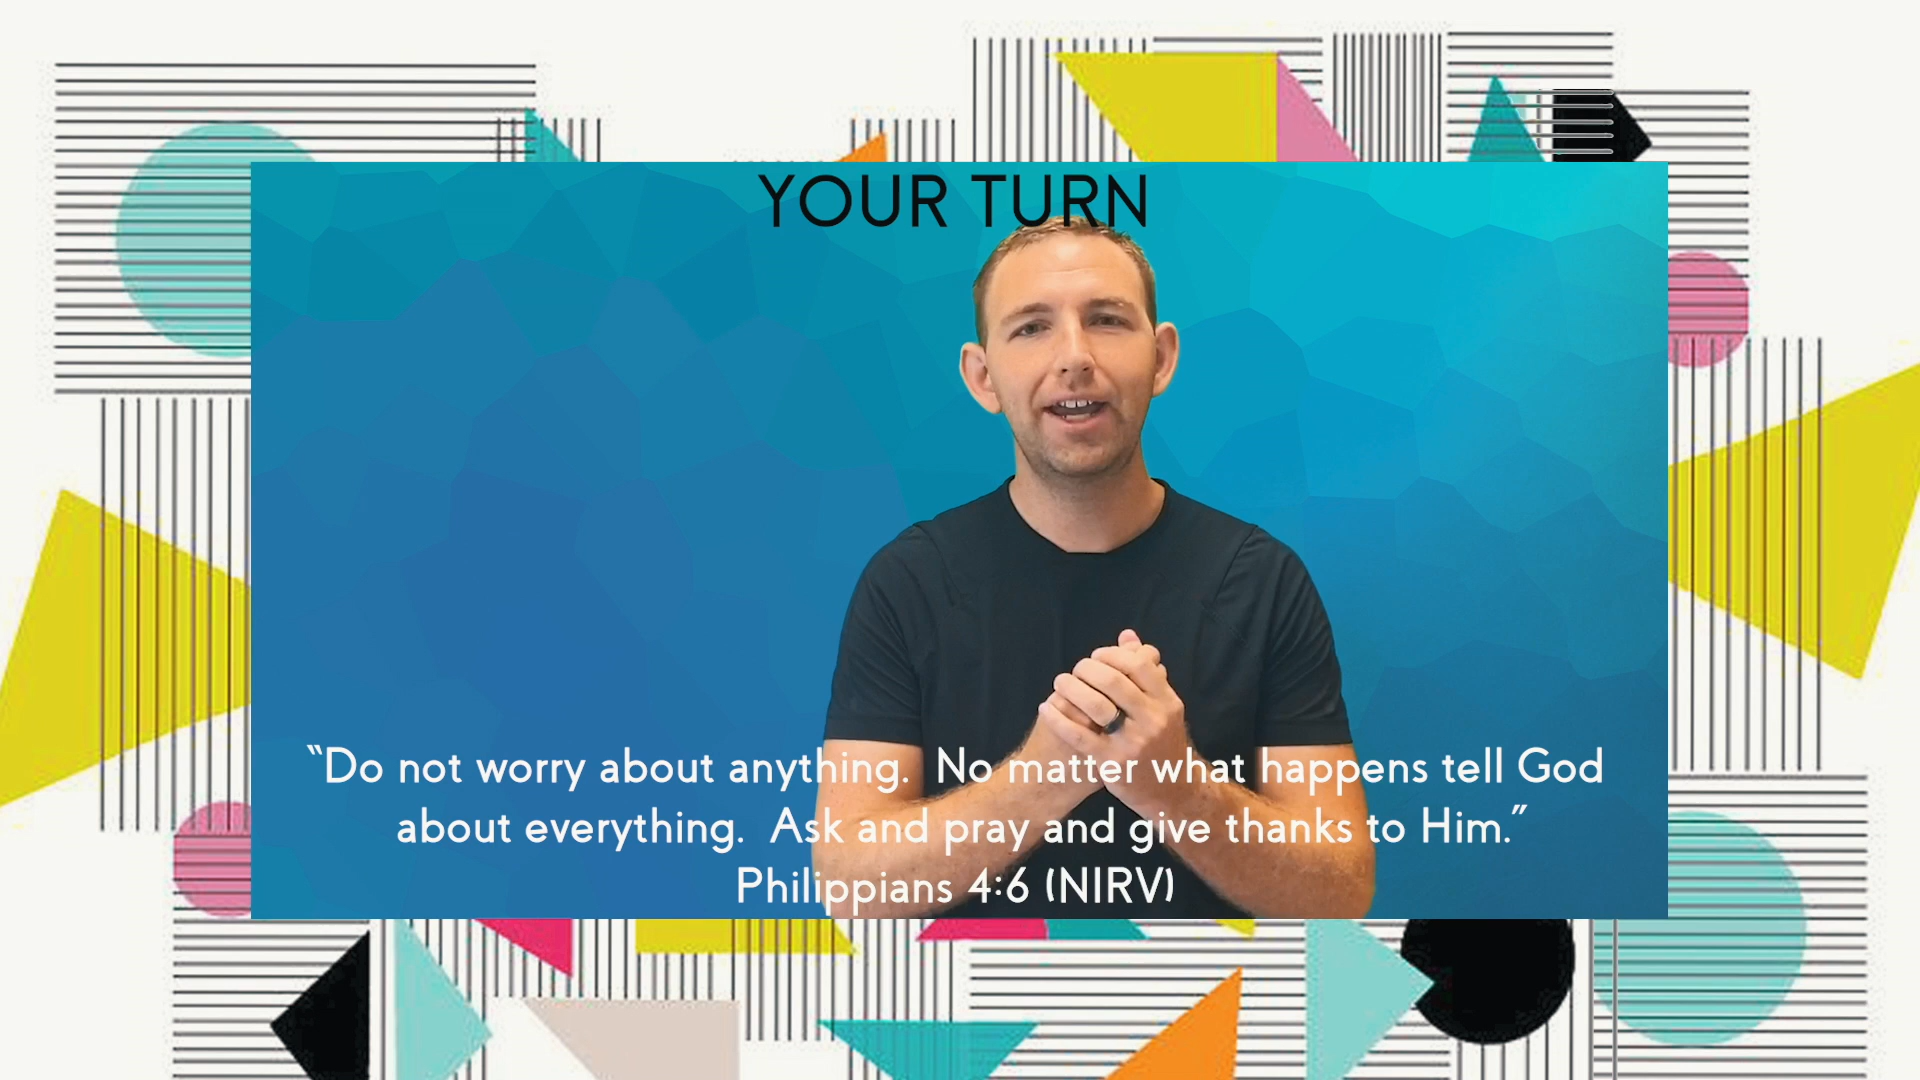 YOUR TURN
“Do not worry about anything.  No matter what happens tell God
about everything.  Ask and pray and give thanks to Him.”
Philippians 4:6 (NIRV)